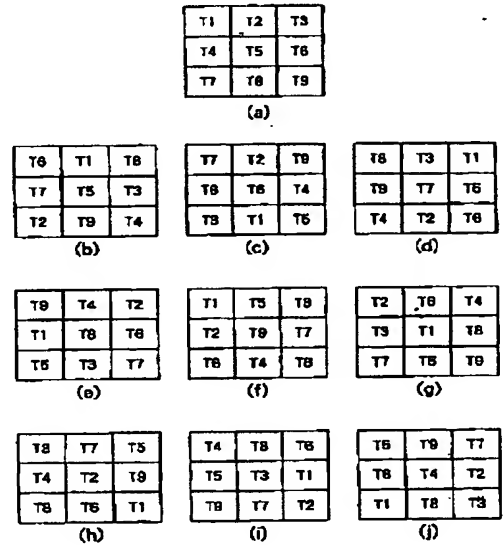 T1 T2 T3
T4 T5 T6
T7 T8 T9
(a)
T6 T1 T8 T7 T2 T9 T8 T3 T1
T7 T5 T3 T8 T6 T4 T9 T7 T5
T2 T9 T4 T3 T1 T5 T4 T2 T6
(b) (c) (d)
T9 T4 T2 T1 T5 T3 T2 T6 T4
T1 T8 T6 T2 T9 T7 T3 T1 T8
T5 T3 T7 T6 T4 T8 T7 T5 T9
(e) (f) (g)
T3 T7 T5 T4 T8 T6 T5 T9 T7
T4 T2 T9 T5 T3 T1 T6 T4 T2
T8 T6 T1 T9 T7 T2 T1 T8 T3
(h) (i) (j)